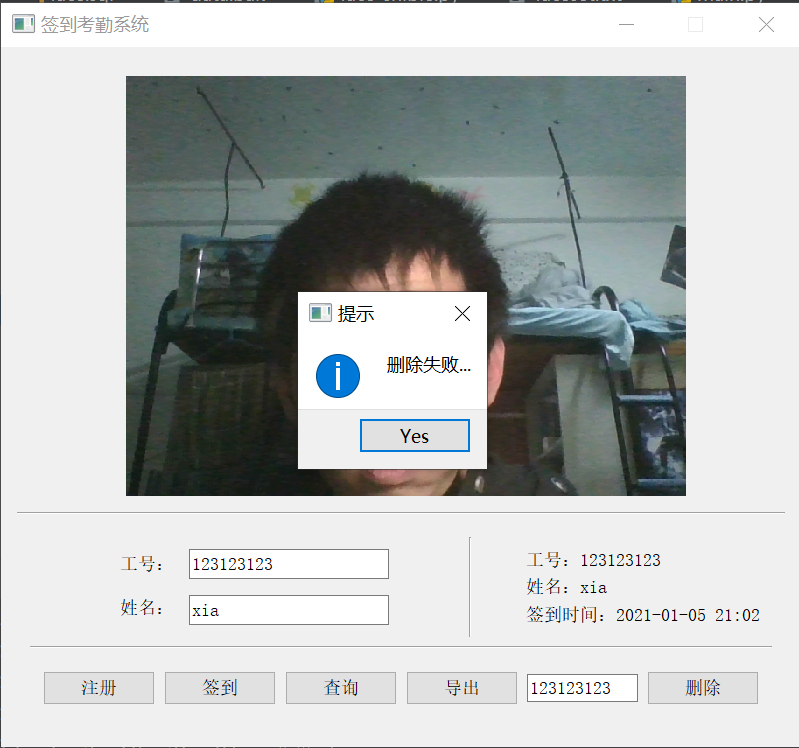 签到考勤系统
提示
删除失败...
Yes
工号： 123123123
姓名： xia
工号：123123123
姓名：xia
签到时间：2021-01-05 21:02
注册 签到 查询 导出 123123123 删除